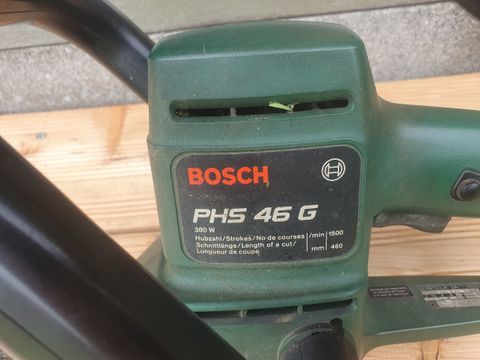 BOSCH
PHS 46 G
380 W
Hubzahl/Strokes/No de courses /min 1500
Schnittlänge/Length of a cut/ mm 460
Longueur de coupe